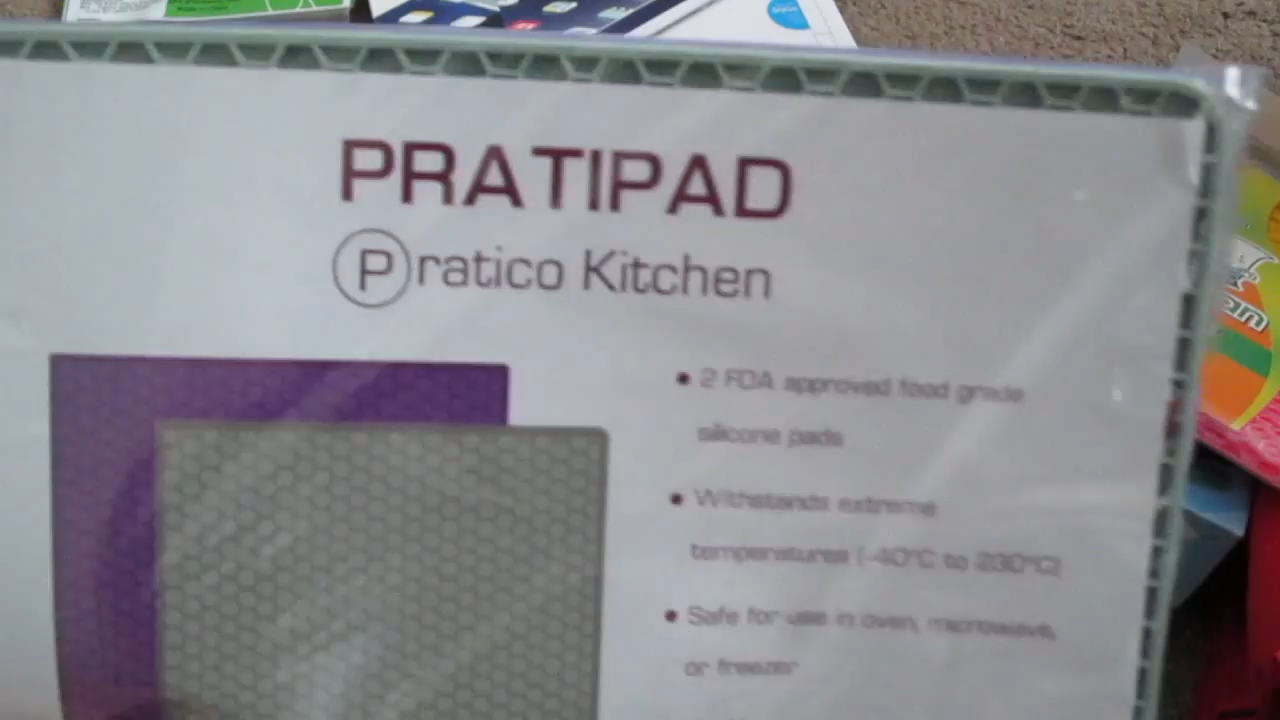 PRATIPAD
Pratico Kitchen
• 2 FDA approved food grade
silicone pads
• Withstands extreme
temperatures (-40°C to 230°C)
• Safe for use in oven, microwave,
or freezer